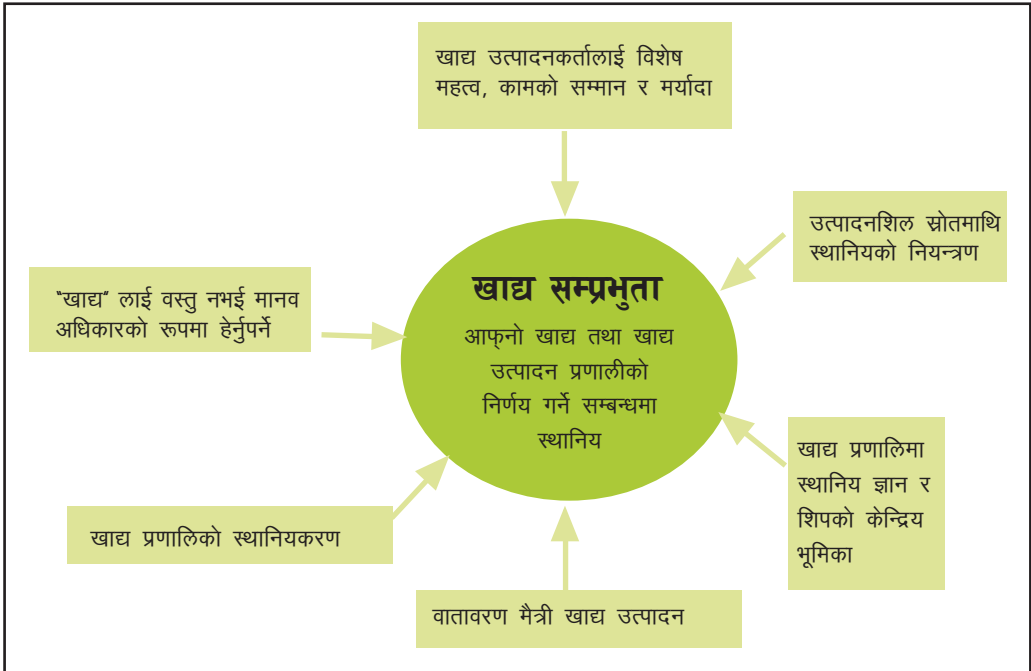 खाद्य उत्पादनकर्तालाई विशेष
महत्व, कामको सम्मान र मर्यादा
उत्पादनशिल स्रोतमाथि
स्थानियको नियन्त्रण
"खाद्य" लाई वस्तु नभई मानव
अधिकारको रूपमा हेर्नुपर्ने
खाद्य सम्प्रभुता
आफ्‌नो खाद्य तथा खाद्य
उत्पादन प्रणालीको
निर्णय गर्ने सम्बन्धमा
स्थानिय
खाद्य प्रणालिमा
स्थानिय ज्ञान र
शिपको केन्द्रिय
भूमिका
खाद्य प्रणालिको स्थानियकरण
वातावरण मैत्री खाद्य उत्पादन